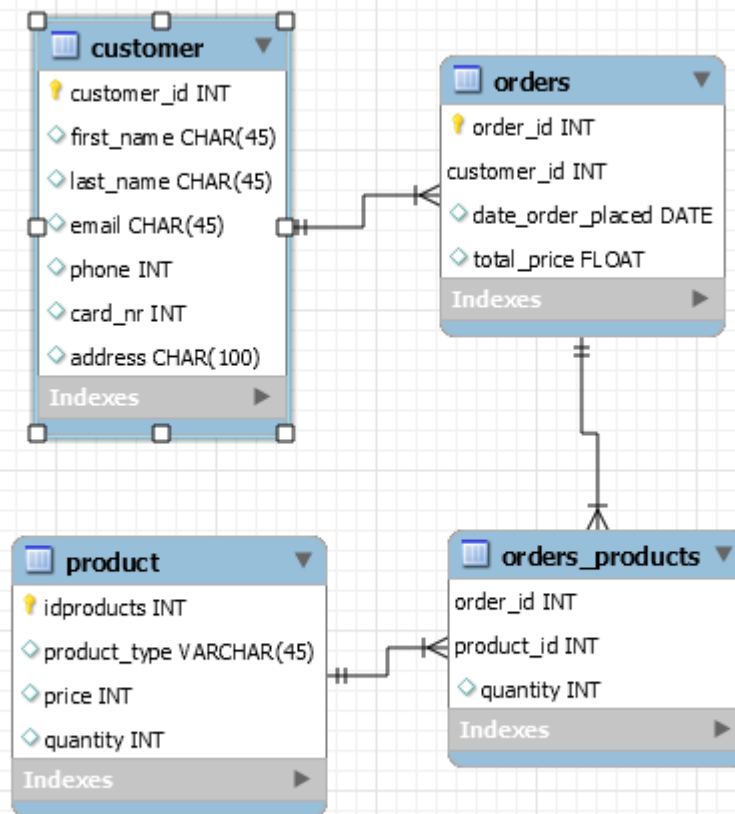 customer
customer_id INT
first_name CHAR(45)
last_name CHAR(45)
email CHAR(45)
phone INT
card_nr INT
address CHAR(100)
Indexes
orders
order_id INT
customer_id INT
date_order_placed DATE
total_price FLOAT
Indexes
product
idproducts INT
product_type VARCHAR(45)
price INT
quantity INT
Indexes
orders_products
order_id INT
product_id INT
quantity INT
Indexes